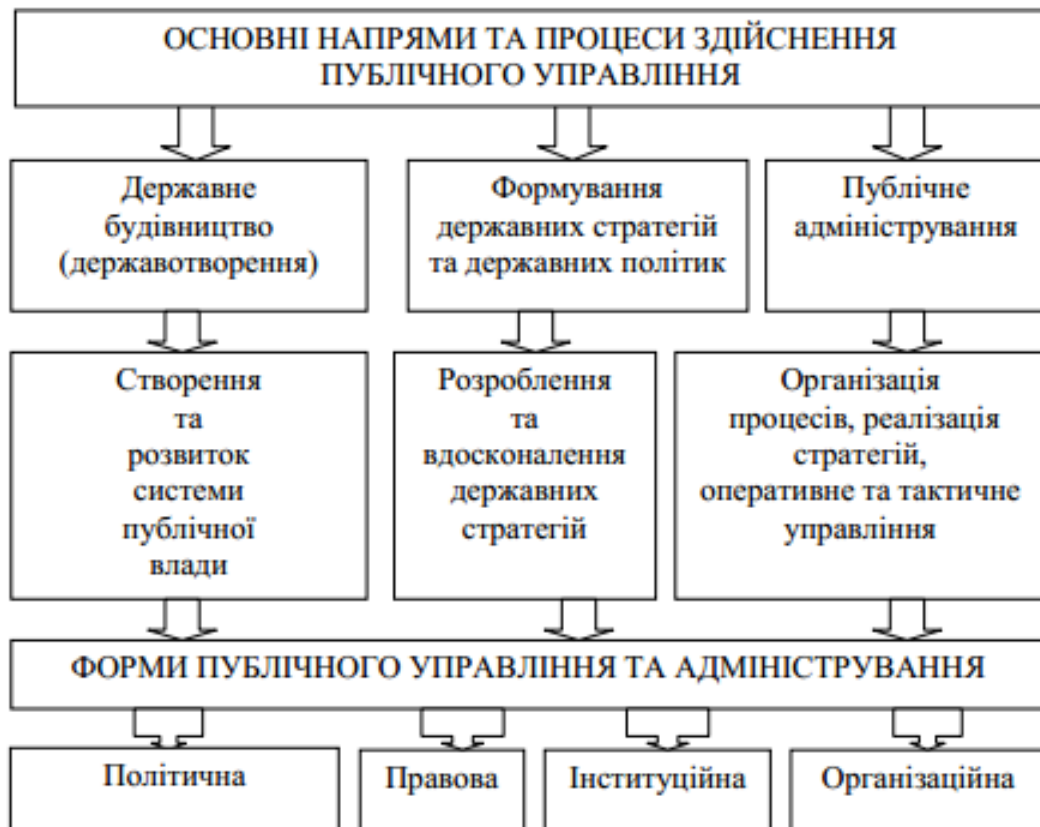 ОСНОВНІ НАПРЯМИ ТА ПРОЦЕСИ ЗДІЙСНЕННЯ
ПУБЛІЧНОГО УПРАВЛІННЯ
Державне
будівництво
(державотворення)
Формування
державних стратегій
та державних політик
Публічне
адміністрування
Створення
та
розвиток
системи
публічної
влади
Розроблення
та
вдосконалення
державних
стратегій
Організація
процесів, реалізація
стратегій,
оперативне та тактичне
управління
ФОРМИ ПУБЛІЧНОГО УПРАВЛІННЯ ТА АДМІНІСТРУВАННЯ
Політична
Правова
Інституційна
Організаційна